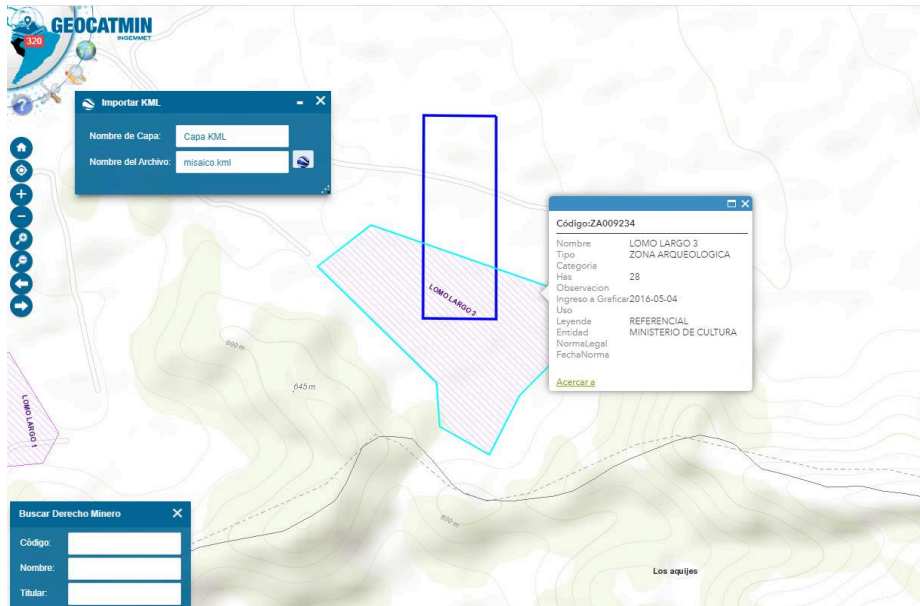 GEOCATMIN
INGEMMET
320
Importar KML
Nombre de Capa: Capa KML
Nombre del Archivo: misaico.kml
Código:ZA009234
Nombre LOMO LARGO 3
Tipo ZONA ARQUEOLOGICA
Categoria
Has 28
Observacion
Ingreso a Graficar2016-05-04
Uso
Leyenda REFERENCIAL
Entidad MINISTERIO DE CULTURA
NormaLegal
FechaNorma
Acercar a
LOMO LARGO 2
600 m
645 m
LOMO LARGO 1
600 m
Los aquijes
Buscar Derecho Minero
Código:
Nombre:
Titular: